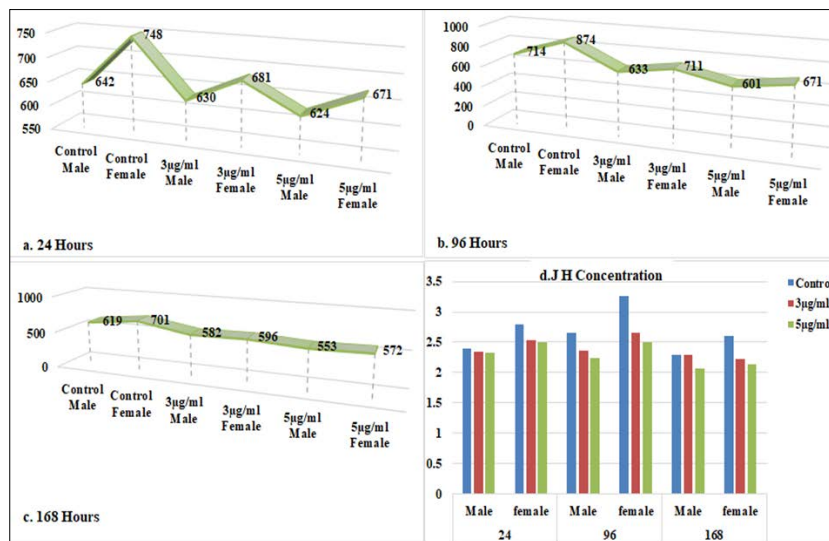 750
700
650
600
550
642
748
630
681
624
671
Control
Male
Control
Female
3µg/ml
Male
3µg/ml
Female
5µg/ml
Male
5µg/ml
Female
a. 24 Hours
1000
800
600
400
200
0
714
874
633
711
601
671
Control
Male
Control
Female
3µg/ml
Male
3µg/ml
Female
5µg/ml
Male
5µg/ml
Female
b. 96 Hours
1000
500
0
619
701
582
596
553
572
Control
Male
Control
Female
3µg/ml
Male
3µg/ml
Female
5µg/ml
Male
5µg/ml
Female
c. 168 Hours
d.J H Concentration
3.5
3
2.5
2
1.5
1
0.5
0
Male female Male female Male female
24 96 168
Control
3µg/ml
5µg/ml